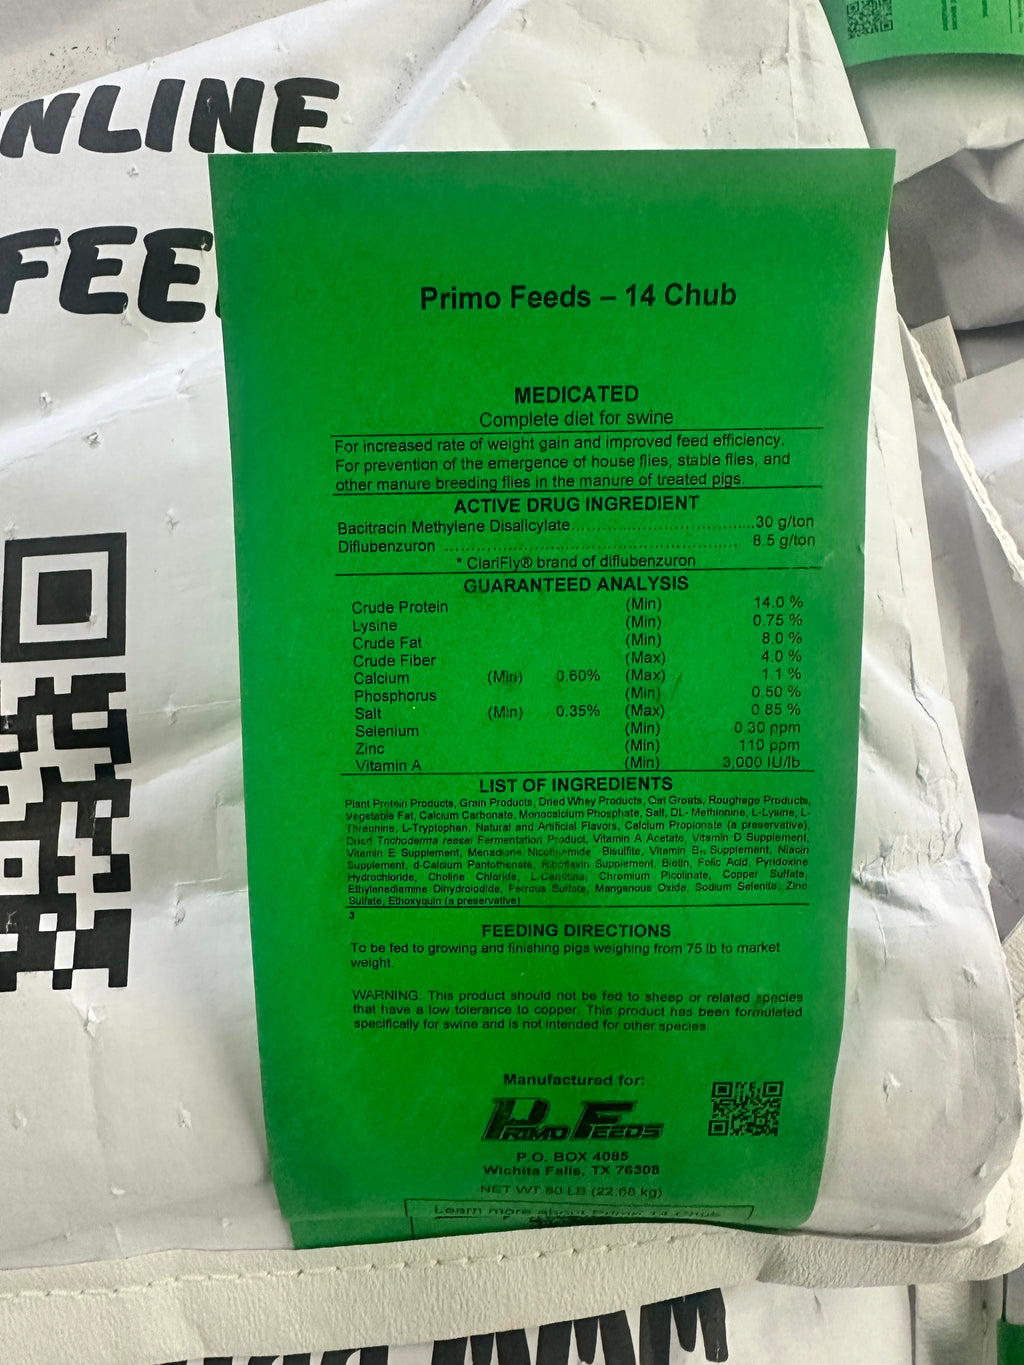 NLINE
FEE
Primo Feeds – 14 Chub
MEDICATED
Complete diet for swine
For increased rate of weight gain and improved feed efficiency.
For prevention of the emergence of house flies, stable flies, and
other manure breeding flies in the manure of treated pigs.
ACTIVE DRUG INGREDIENT
Bacitracin Methylene Disalicylate..........................................30 g/ton
Diflubenzuron .................................................................. 8.5 g/ton
* ClariFly® brand of diflubenzuron
GUARANTEED ANALYSIS
Crude Protein (Min) 14.0 %
Lysine (Min) 0.75 %
Crude Fat (Min) 8.0 %
Crude Fiber (Max) 4.0 %
Calcium (Min) 0.60% (Max) 1.1 %
Phosphorus (Min) 0.50 %
Salt (Min) 0.35% (Max) 0.85 %
Selenium (Min) 0.30 ppm
Zinc (Min) 110 ppm
Vitamin A (Min) 3,000 IU/lb
LIST OF INGREDIENTS
Plant Protein Products, Grain Products, Dried Whey Products, Oat Groats, Roughage Products,
Vegetable Fat, Calcium Carbonate, Monocalcium Phosphate, Salt, DL- Methionine, L-Lysine, L-
Threonine, L-Tryptophan, Natural and Artificial Flavors, Calcium Propionate (a preservative),
Dried Trichoderma reesei Fermentation Product, Vitamin A Acetate, Vitamin D Supplement,
Vitamin E Supplement, Menadione Nicotinamide Bisulfite, Vitamin B₁₂ Supplement, Niacin
Supplement, d-Calcium Pantothenate, Riboflavin Supplement, Biotin, Folic Acid, Pyridoxine
Hydrochloride, Choline Chloride, L-Carnitine, Chromium Picolinate, Copper Sulfate,
Ethylenediamine Dihydroiodide, Ferrous Sulfate, Manganous Oxide, Sodium Selenite, Zinc
Sulfate, Ethoxyquin (a preservative)
3
FEEDING DIRECTIONS
To be fed to growing and finishing pigs weighing from 75 lb to market
weight.
WARNING: This product should not be fed to sheep or related species
that have a low tolerance to copper. This product has been formulated
specifically for swine and is not intended for other species.
Manufactured for:
PRIMO FEEDS
P.O. BOX 4085
Wichita Falls, TX 76308
NET WT 50 LB (22.68 kg)
Learn more about Primo 14 Chub